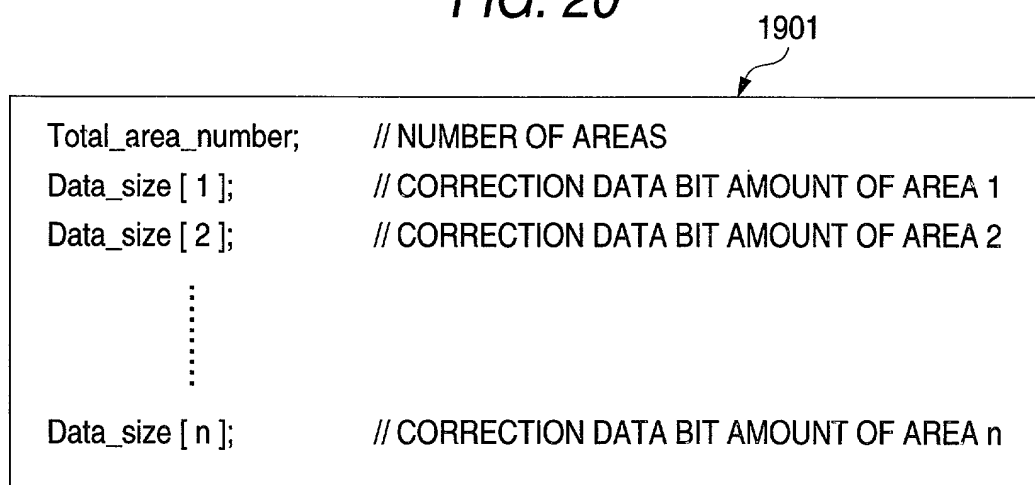 FIG. 20
1901
Total_area_number; // NUMBER OF AREAS
Data_size [ 1 ]; // CORRECTION DATA BIT AMOUNT OF AREA 1
Data_size [ 2 ]; // CORRECTION DATA BIT AMOUNT OF AREA 2
Data_size [ n ]; // CORRECTION DATA BIT AMOUNT OF AREA n